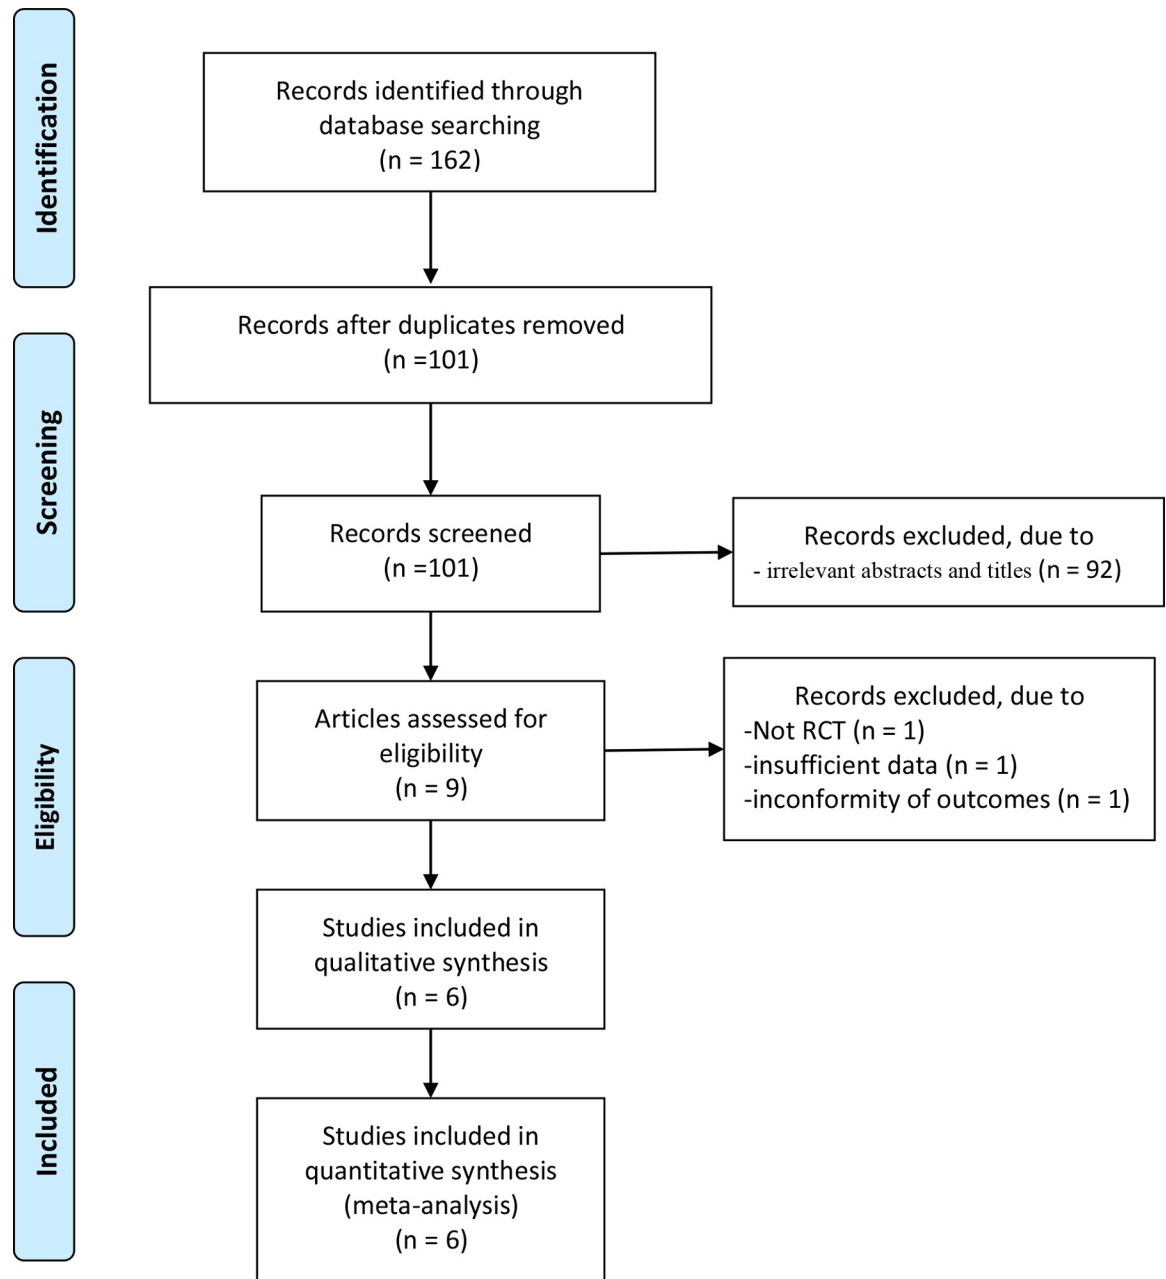 Identification
Records identified through
database searching
(n = 162)
Records after duplicates removed
(n =101)
Screening
Records screened
(n =101)
Records excluded, due to
- irrelevant abstracts and titles (n = 92)
Eligibility
Articles assessed for
eligibility
(n = 9)
Records excluded, due to
-Not RCT (n = 1)
-insufficient data (n = 1)
-inconformity of outcomes (n = 1)
Studies included in
qualitative synthesis
(n = 6)
Included
Studies included in
quantitative synthesis
(meta-analysis)
(n = 6)